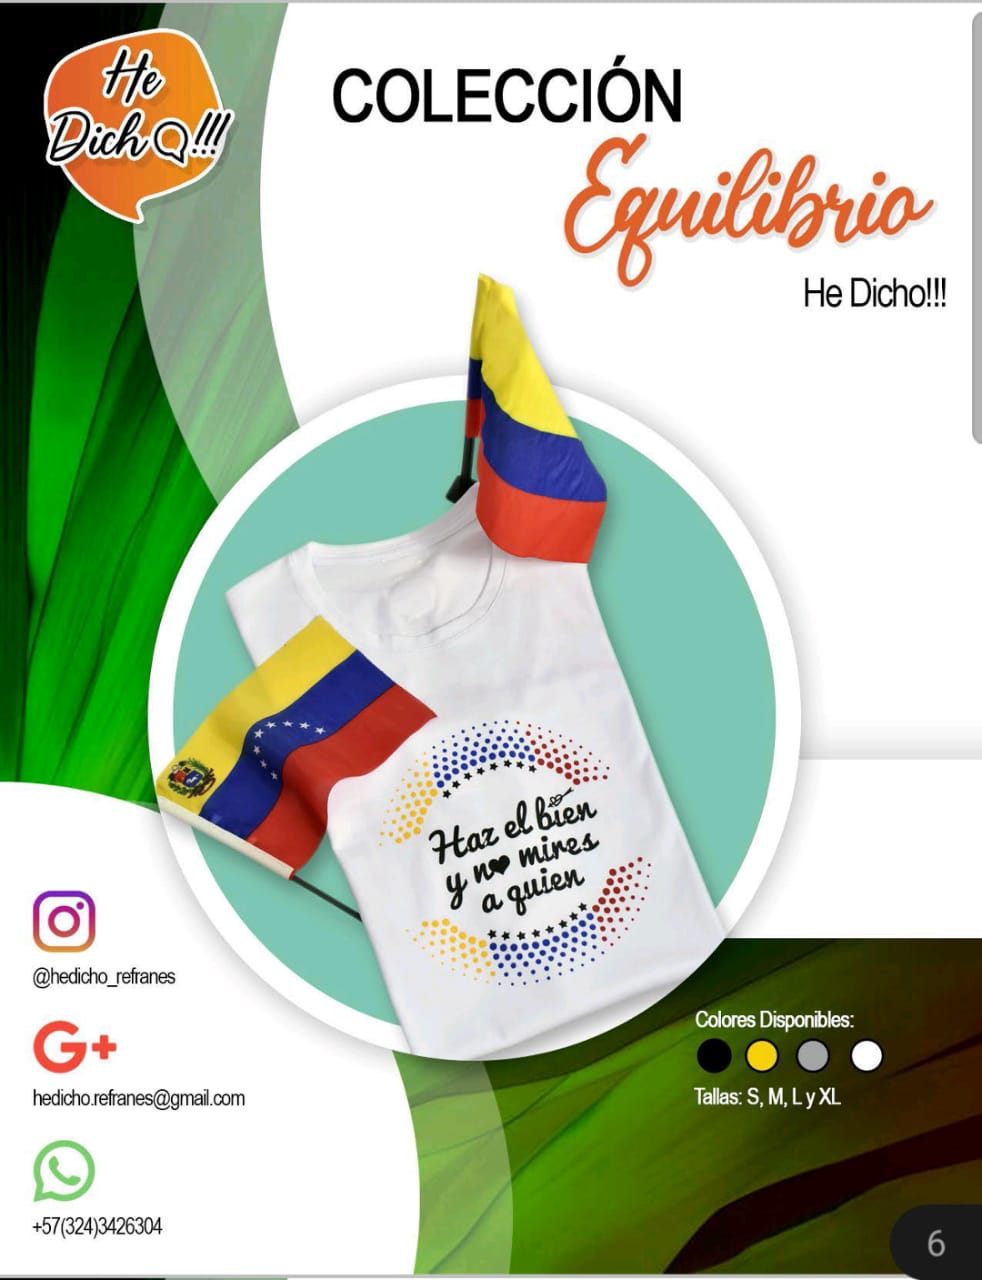 He
Dicho!!!
COLECCIÓN
Equilibrio
He Dicho!!!
Haz el bien
y no mires
a quien
@hedicho_refranes
G+
hedicho.refranes@gmail.com
+57(324)3426304
Colores Disponibles:
Tallas: S, M, L y XL
6